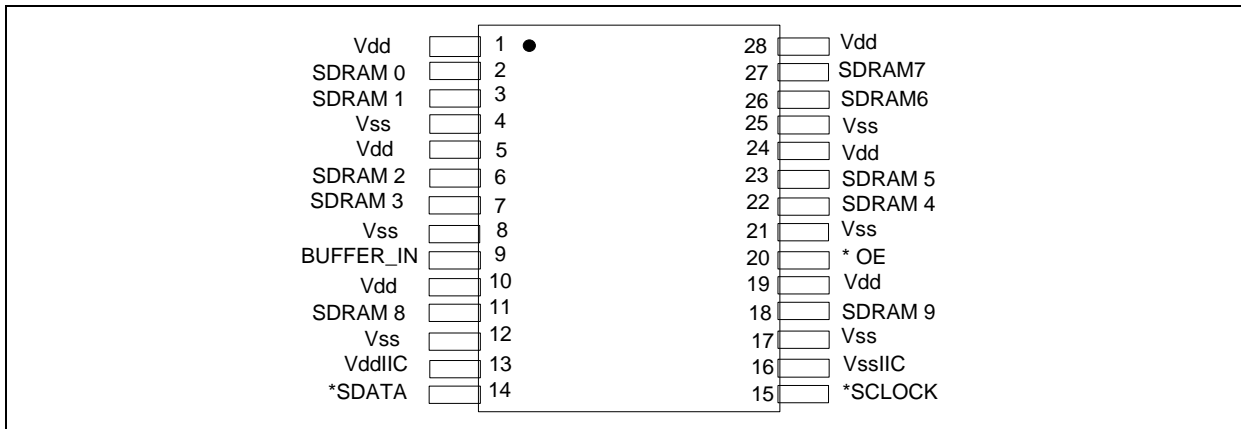 Vdd 1 28 Vdd
SDRAM 0 2 27 SDRAM7
SDRAM 1 3 26 SDRAM6
Vss 4 25 Vss
Vdd 5 24 Vdd
SDRAM 2 6 23 SDRAM 5
SDRAM 3 7 22 SDRAM 4
Vss 8 21 Vss
BUFFER_IN 9 20 * OE
Vdd 10 19 Vdd
SDRAM 8 11 18 SDRAM 9
Vss 12 17 Vss
VddIIC 13 16 VssIIC
*SDATA 14 15 *SCLOCK